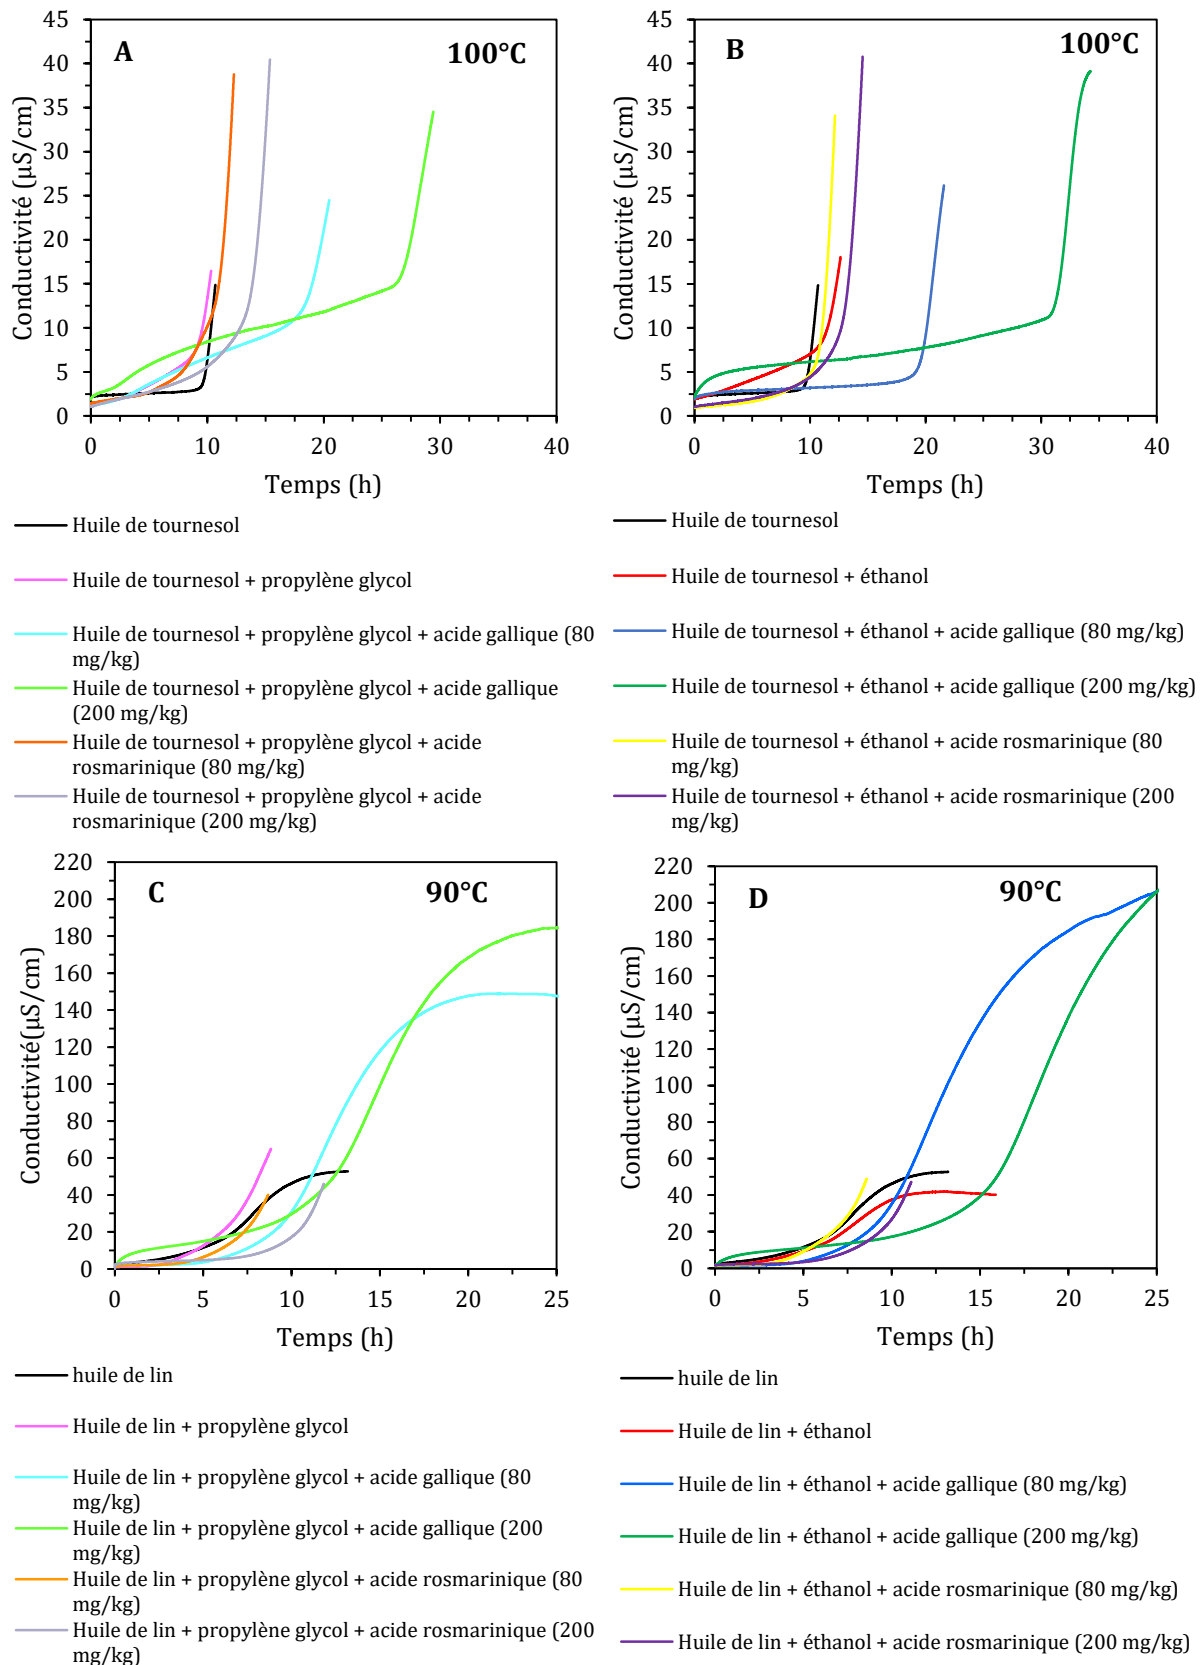 A
100°C
Conductivité (µS/cm)
45
40
35
30
25
20
15
10
5
0
0 10 20 30 40
Temps (h)
Huile de tournesol
Huile de tournesol + propylène glycol
Huile de tournesol + propylène glycol + acide gallique (80
mg/kg)
Huile de tournesol + propylène glycol + acide gallique
(200 mg/kg)
Huile de tournesol + propylène glycol + acide
rosmarinique (80 mg/kg)
Huile de tournesol + propylène glycol + acide
rosmarinique (200 mg/kg)
B
100°C
Conductivité (µS/cm)
45
40
35
30
25
20
15
10
5
0
0 10 20 30 40
Temps (h)
Huile de tournesol
Huile de tournesol + éthanol
Huile de tournesol + éthanol + acide gallique (80 mg/kg)
Huile de tournesol + éthanol + acide gallique (200 mg/kg)
Huile de tournesol + éthanol + acide rosmarinique (80
mg/kg)
Huile de tournesol + éthanol + acide rosmarinique (200
mg/kg)
C
90°C
Conductivité(µS/cm)
220
200
180
160
140
120
100
80
60
40
20
0
0 5 10 15 20 25
Temps (h)
huile de lin
Huile de lin + propylène glycol
Huile de lin + propylène glycol + acide gallique (80
mg/kg)
Huile de lin + propylène glycol + acide gallique (200
mg/kg)
Huile de lin + propylène glycol + acide rosmarinique (80
mg/kg)
Huile de lin + propylène glycol + acide rosmarinique (200
mg/kg)
D
90°C
Conductivité (µS/cm)
220
200
180
160
140
120
100
80
60
40
20
0
0 5 10 15 20 25
Temps (h)
huile de lin
Huile de lin + éthanol
Huile de lin + éthanol + acide gallique (80 mg/kg)
Huile de lin + éthanol + acide gallique (200 mg/kg)
Huile de lin + éthanol + acide rosmarinique (80 mg/kg)
Huile de lin + éthanol + acide rosmarinique (200 mg/kg)